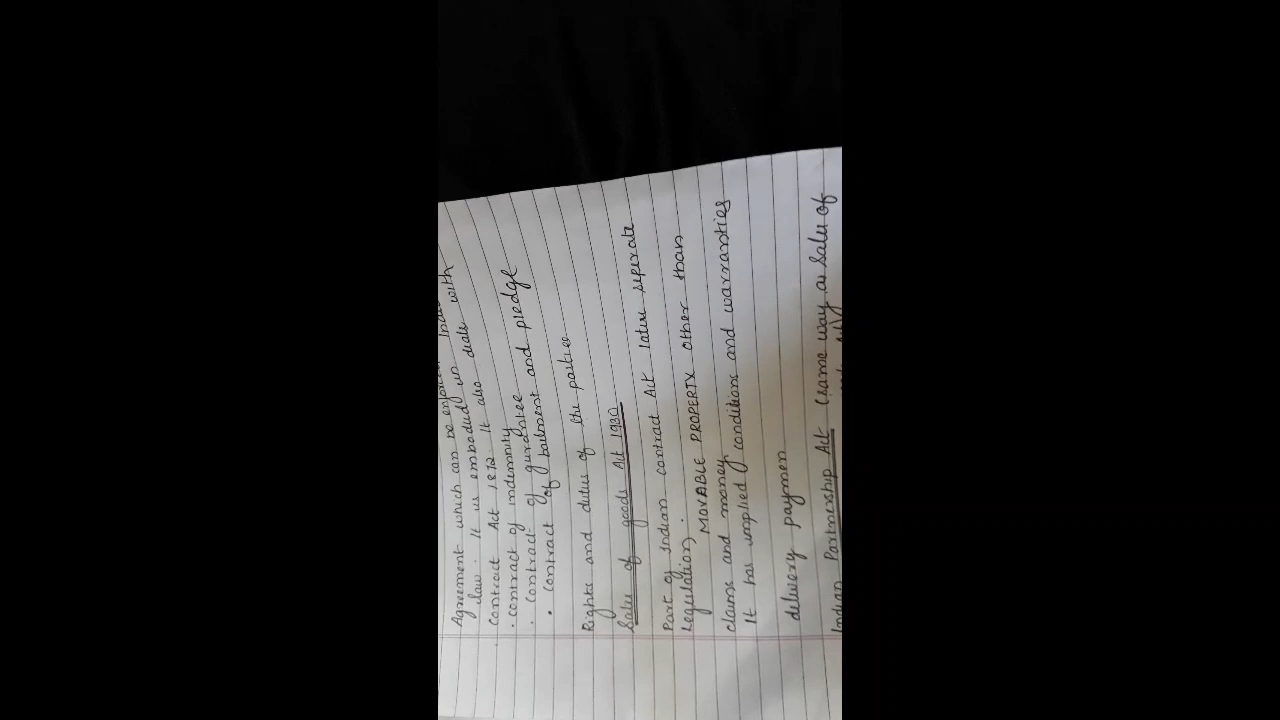 Agreement which can be enforced
law. It is embodied in deals with
contract Act 1872. It also
. contract of indemnity
. contract of gurantee
. contract of bailment and pledge
Rights and duties of the parties
Sales of goods Act 1930
Part of Indian contract Act later seperate
Legulation.
MOVABLE PROPERTY other than
claims and money
It has implied conditions and warranties
delivery paymen
Indian Partnership Act (same way as sales of